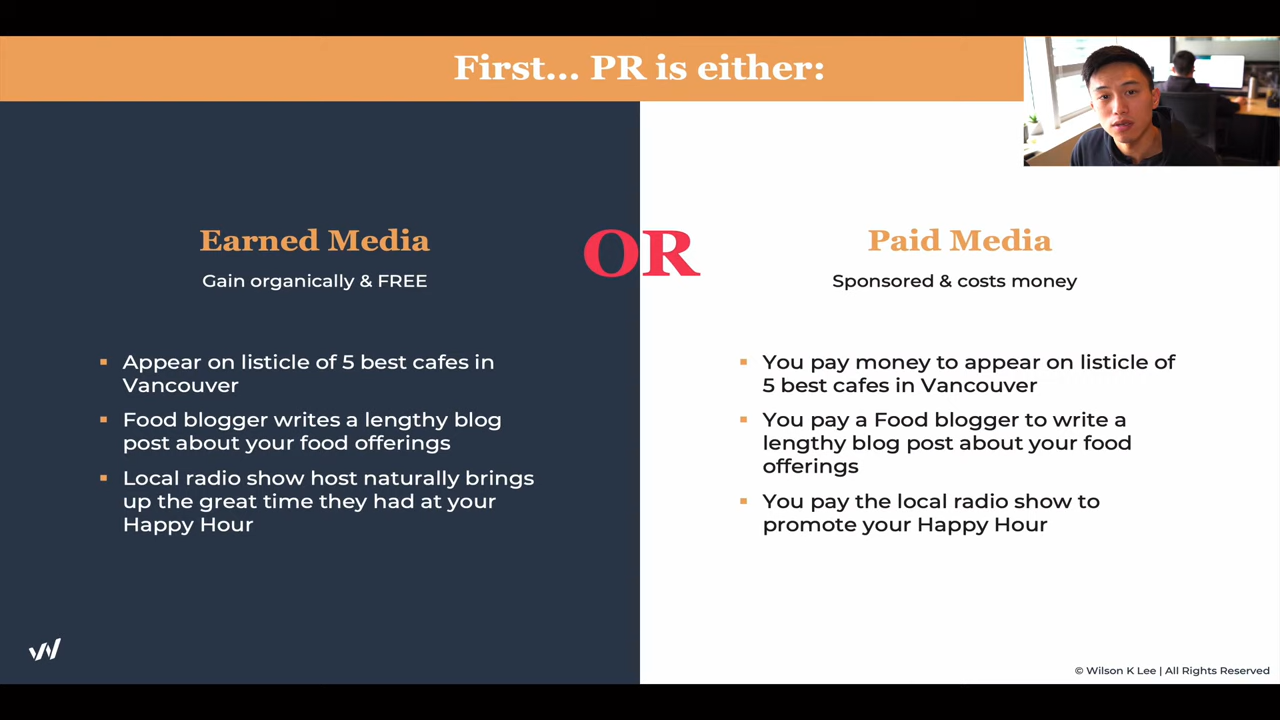 First... PR is either:
Earned Media
Gain organically & FREE
▪ Appear on listicle of 5 best cafes in
Vancouver
▪ Food blogger writes a lengthy blog
post about your food offerings
▪ Local radio show host naturally brings
up the great time they had at your
Happy Hour
OR
Paid Media
Sponsored & costs money
▪ You pay money to appear on listicle of
5 best cafes in Vancouver
▪ You pay a Food blogger to write a
lengthy blog post about your food
offerings
▪ You pay the local radio show to
promote your Happy Hour
© Wilson K Lee | All Rights Reserved